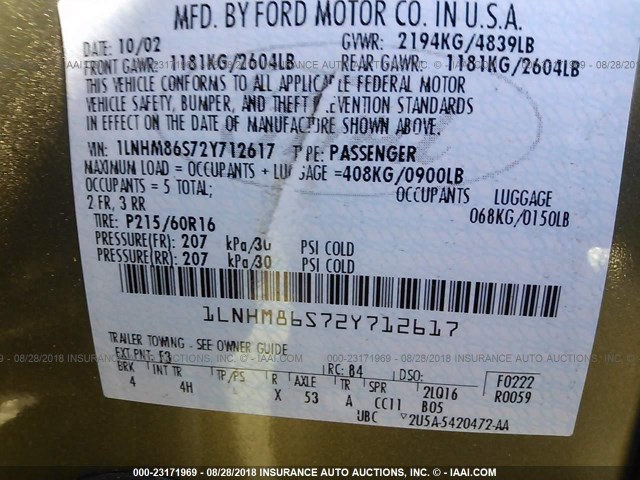 MFD. BY FORD MOTOR CO. IN U.S.A.
DATE: 10/02 GVWR: 2194KG/4839LB
FRONT GAWR: 1181KG/2604LB REAR GAWR: 1181KG/2604LB
THIS VEHICLE CONFORMS TO ALL APPLICABLE FEDERAL MOTOR
VEHICLE SAFETY, BUMPER, AND THEFT PREVENTION STANDARDS
IN EFFECT ON THE DATE OF MANUFACTURE SHOWN ABOVE.
VIN: 1LNHM86S72Y712617 TYPE: PASSENGER
MAXIMUM LOAD = OCCUPANTS + LUGGAGE =408KG/0900LB
OCCUPANTS = 5 TOTAL; OCCUPANTS LUGGAGE
2 FR, 3 RR 068KG/0150LB
TIRE: P215/60R16
PRESSURE(FR): 207 kPa/30 PSI COLD
PRESSURE(RR): 207 kPa/30 PSI COLD
1LNHM86S72Y712617
TRAILER TOWING - SEE OWNER GUIDE
EXT PNT: F3 RC: B4 DSO: F0222
BRK INT TR TP/PS R AXLE TR SPR 2LQ16 R0059
4 4H X 53 A CC11 B05
UBC 2U5A-5420472-AA
000-23171969 - 08/28/2018 INSURANCE AUTO AUCTIONS - IAAI.COM